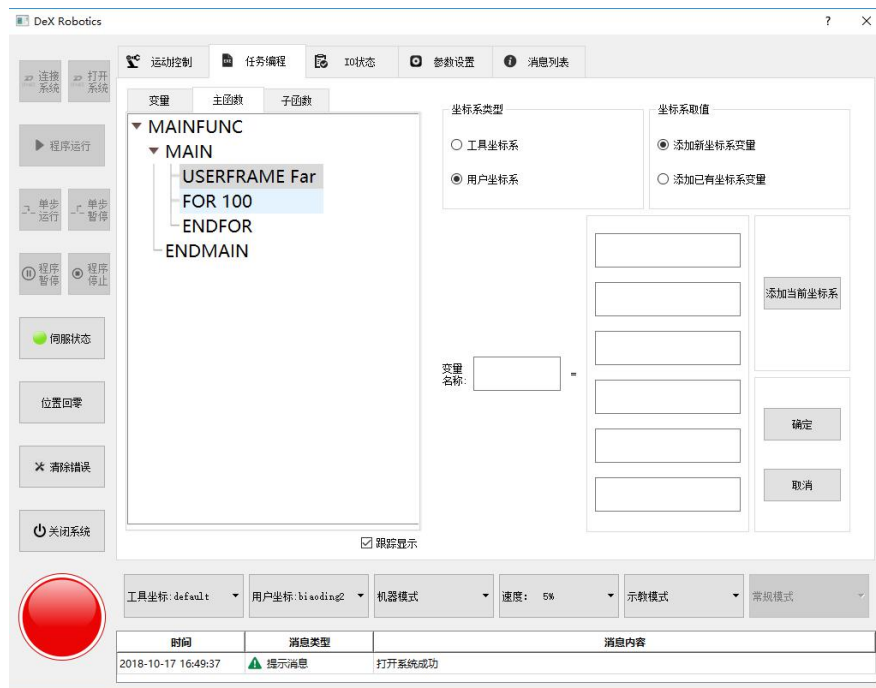 DeX Robotics
连接系统
打开系统
程序运行
单步运行
单步暂停
程序暂停
程序停止
伺服状态
位置回零
清除错误
关闭系统
运动控制
任务编程
IO状态
参数设置
消息列表
变量
主函数
子函数
MAINFUNC
MAIN
USERFRAME Far
FOR 100
ENDFOR
ENDMAIN
跟踪显示
坐标系类型
工具坐标系
用户坐标系
坐标系取值
添加新坐标系变量
添加已有坐标系变量
变量
名称:
=
添加当前坐标系
确定
取消
工具坐标:default
用户坐标:biaoding2
机器模式
速度: 5%
示教模式
常规模式
时间 消息类型 消息内容
2018-10-17 16:49:37 提示消息 打开系统成功